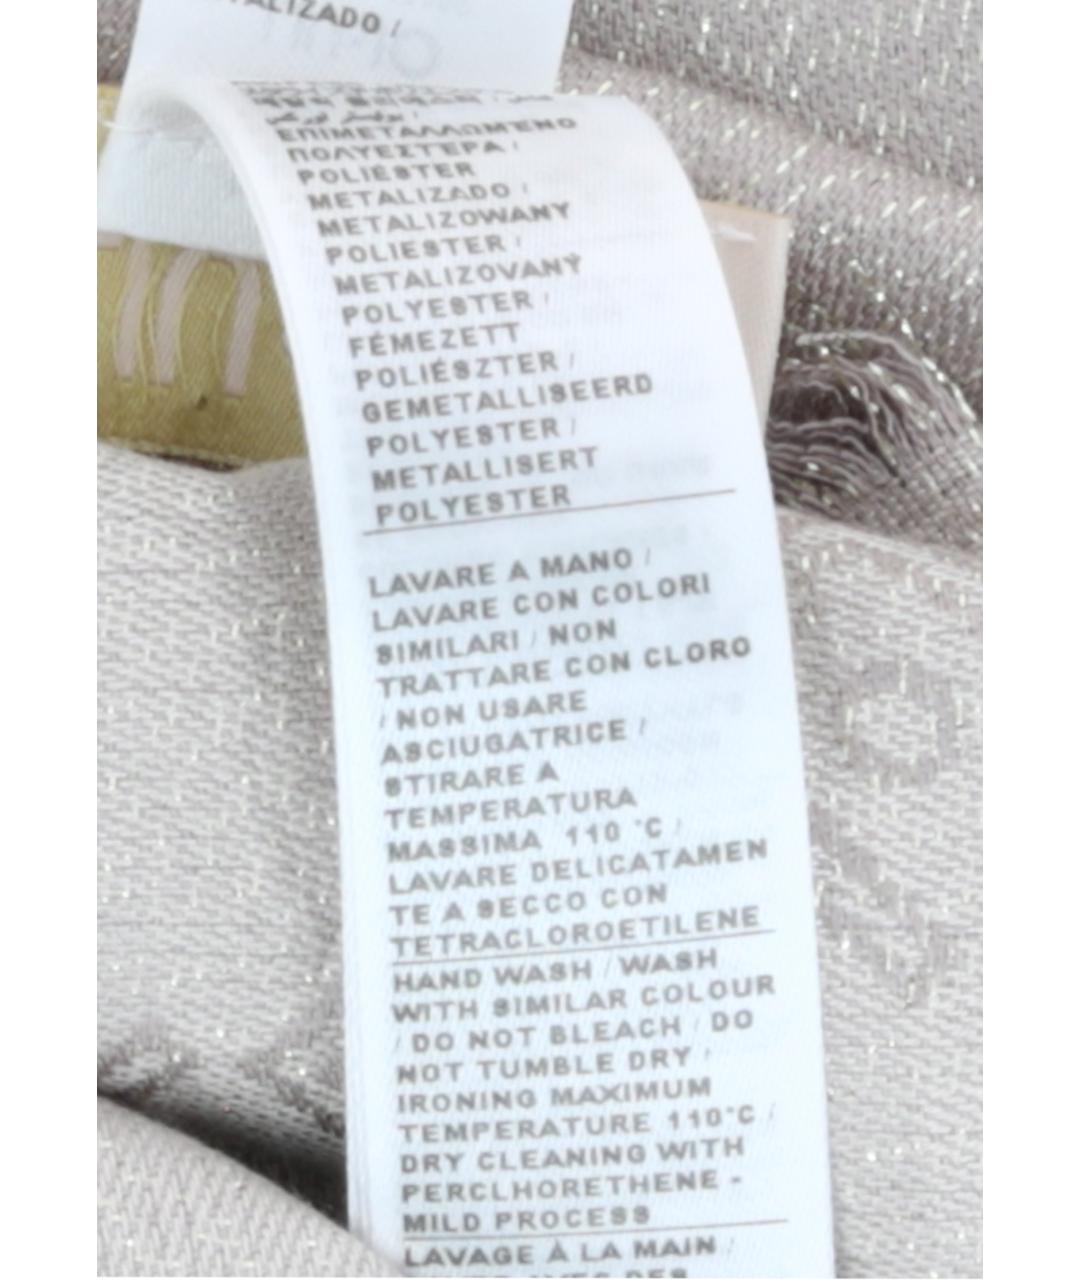 TALIZADO /
ΕΠΙΜΕΤΑΛΛΩΜΕΝΟ
ΠΟΛΥΕΣΤΕΡΑ /
POLIÉSTER
METALIZADO /
METALIZOWANY
POLIESTER /
METALIZOVANÝ
POLYESTER /
FÉMEZETT
POLIÉSZTER /
GEMETALLISEERD
POLYESTER /
METALLISERT
POLYESTER
LAVARE A MANO /
LAVARE CON COLORI
SIMILARI / NON
TRATTARE CON CLORO
/ NON USARE
ASCIUGATRICE /
STIRARE A
TEMPERATURA
MASSIMA 110 °C /
LAVARE DELICATAMEN
TE A SECCO CON
TETRACLOROETILENE
HAND WASH / WASH
WITH SIMILAR COLOUR
/ DO NOT BLEACH / DO
NOT TUMBLE DRY /
IRONING MAXIMUM
TEMPERATURE 110°C /
DRY CLEANING WITH
PERCLHORETHENE -
MILD PROCESS
LAVAGE À LA MAIN /